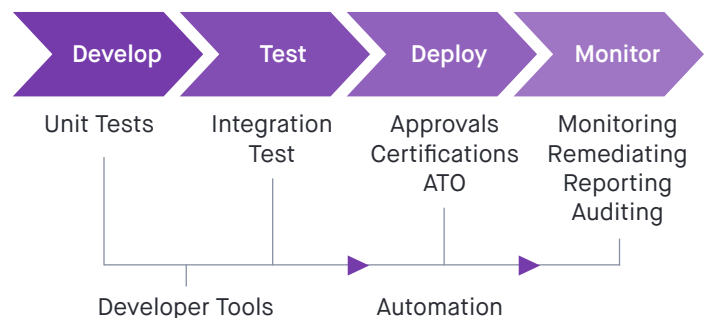 Develop
Test
Deploy
Monitor
Unit Tests
Integration
Test
Approvals
Certifications
ATO
Monitoring
Remediating
Reporting
Auditing
Developer Tools
Automation